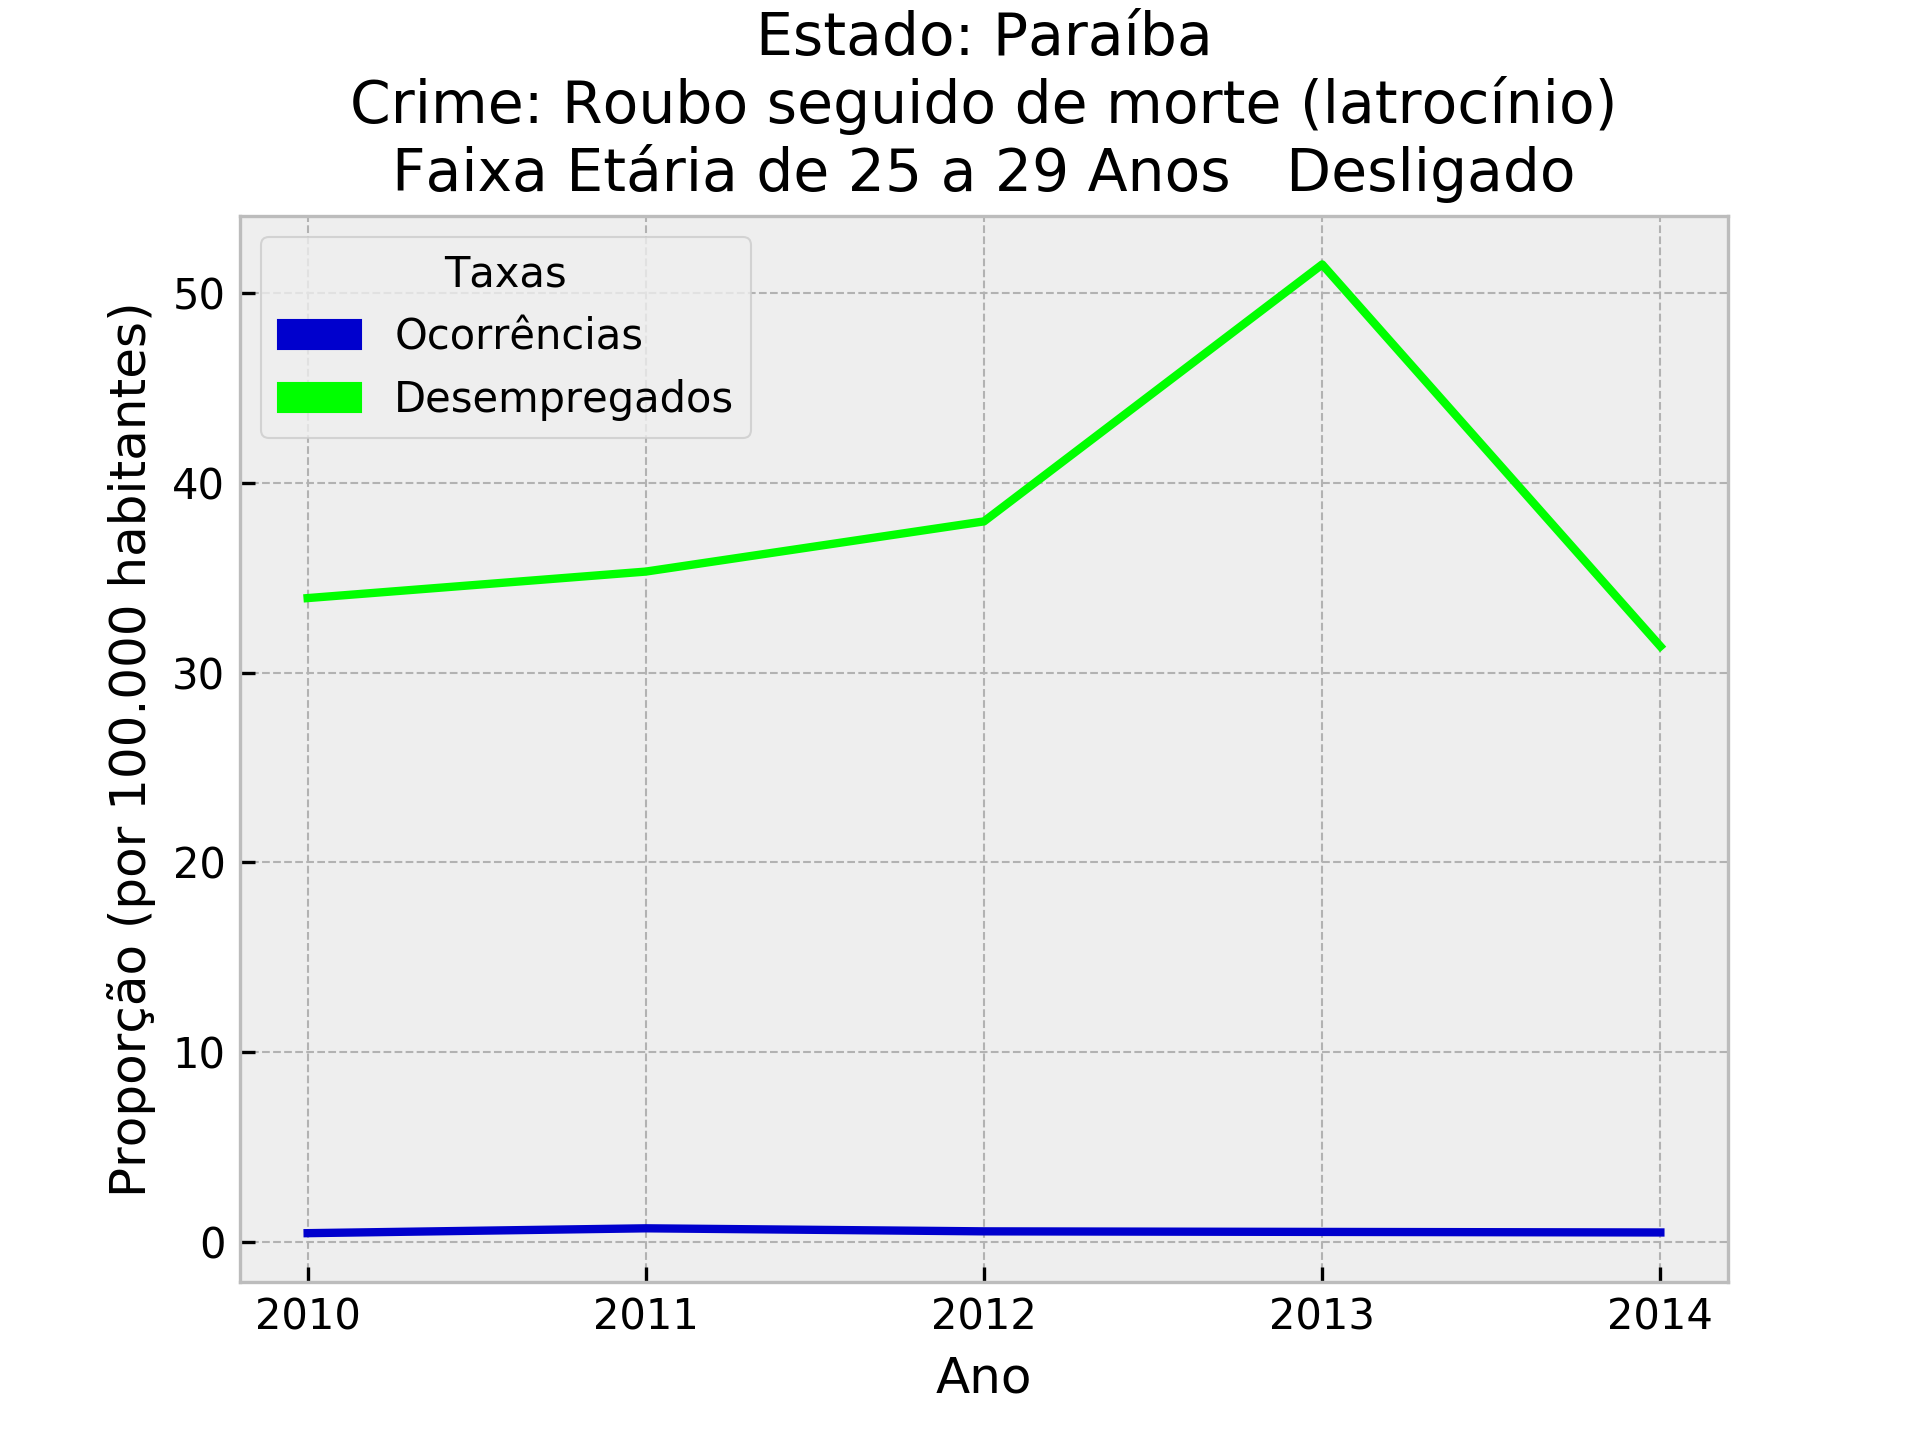 Estado: Paraíba
Crime: Roubo seguido de morte (latrocínio)
Faixa Etária de 25 a 29 Anos   Desligado
Taxas
Ocorrências
Desempregados
Proporção (por 100.000 habitantes)
50
40
30
20
10
0
2010 2011 2012 2013 2014
Ano